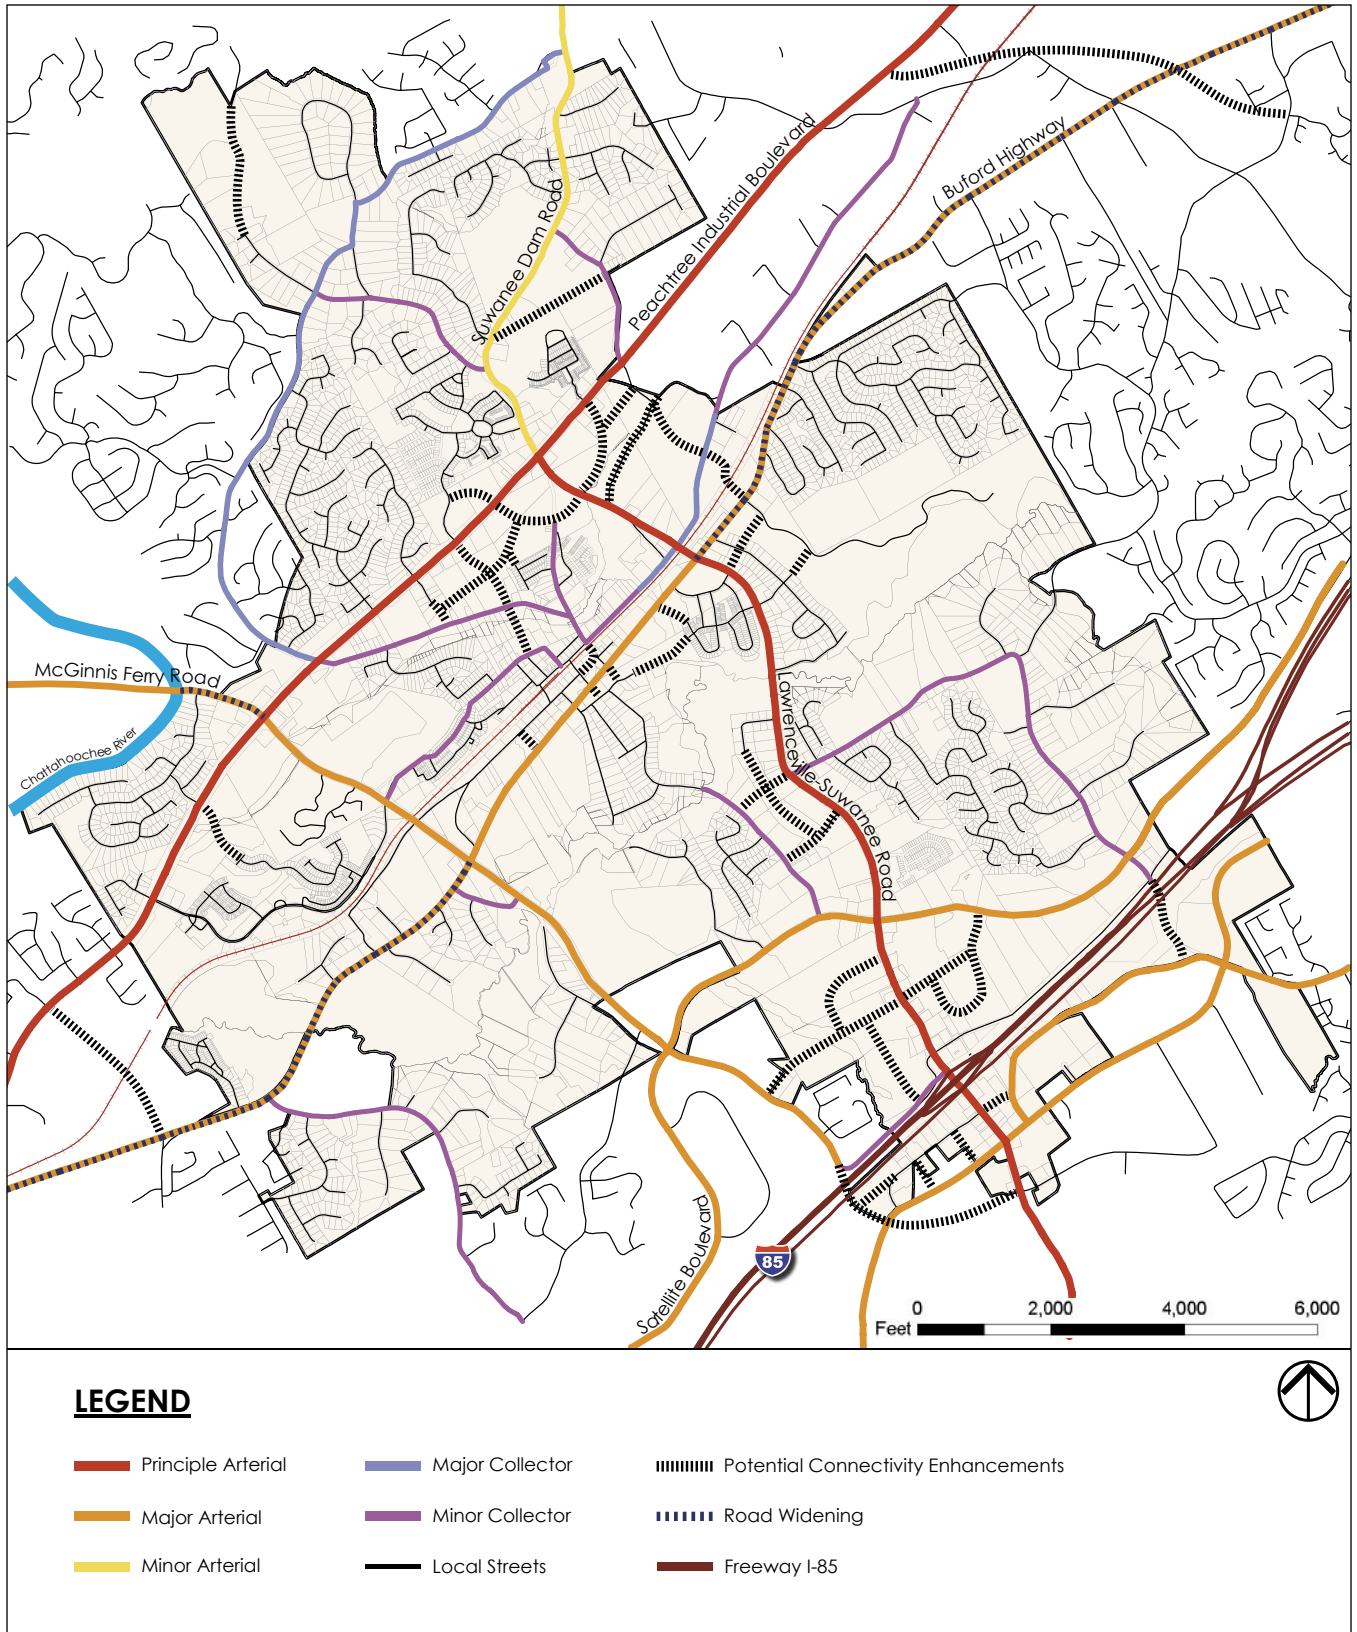 Peachtree Industrial Boulevard
Buford Highway
Suwanee Dam Road
McGinnis Ferry Road
Chattahoochee River
Lawrenceville-Suwanee Road
Satellite Boulevard
85
0 2,000 4,000 6,000
Feet
LEGEND
Principle Arterial
Major Collector
Potential Connectivity Enhancements
Major Arterial
Minor Collector
Road Widening
Minor Arterial
Local Streets
Freeway I-85